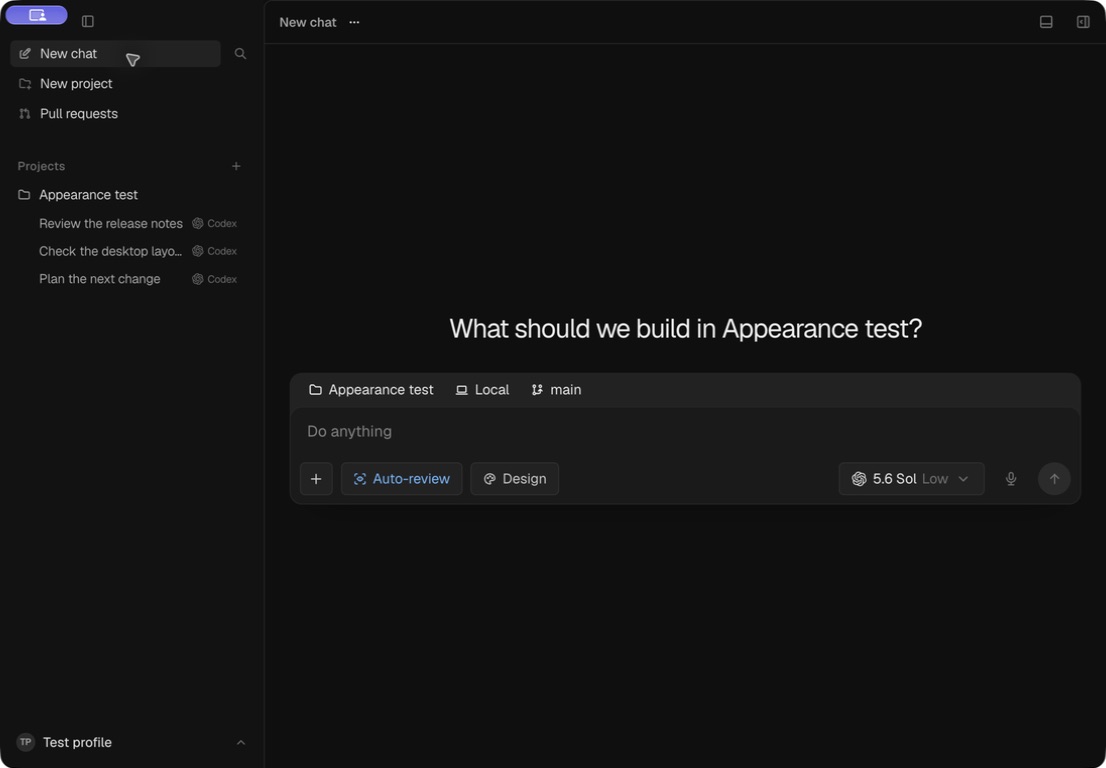 New chat
New project
Pull requests
Projects
Appearance test
Review the release notes Codex
Check the desktop layo... Codex
Plan the next change Codex
TP Test profile
New chat
What should we build in Appearance test?
Appearance test Local main
Do anything
Auto-review Design 5.6 Sol Low